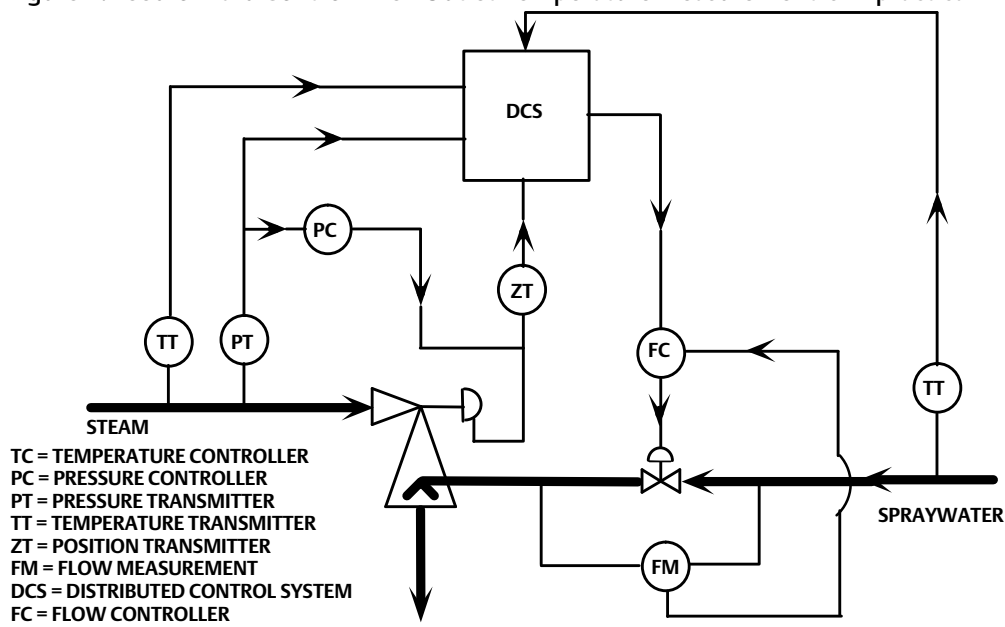 DCS
PC
ZT
TT
PT
FC
TT
STEAM
TC = TEMPERATURE CONTROLLER
PC = PRESSURE CONTROLLER
PT = PRESSURE TRANSMITTER
TT = TEMPERATURE TRANSMITTER
ZT = POSITION TRANSMITTER
FM = FLOW MEASUREMENT
DCS = DISTRIBUTED CONTROL SYSTEM
FC = FLOW CONTROLLER
SPRAYWATER
FM